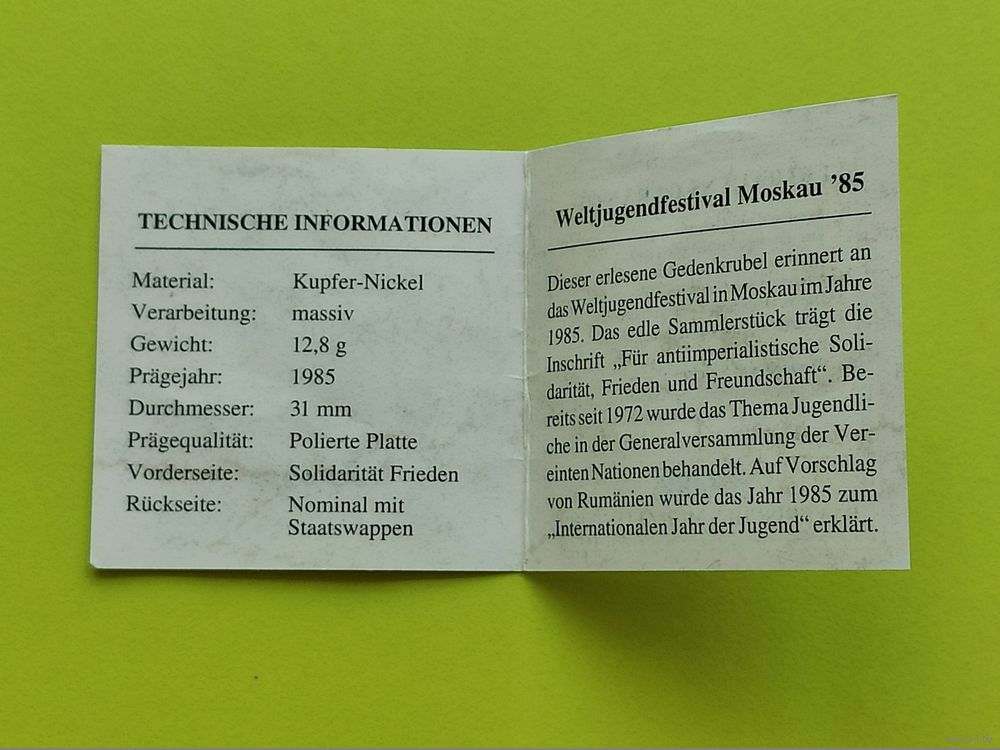 TECHNISCHE INFORMATIONEN
Material: Kupfer-Nickel
Verarbeitung: massiv
Gewicht: 12,8 g
Prägejahr: 1985
Durchmesser: 31 mm
Prägequalität: Polierte Platte
Vorderseite: Solidarität Frieden
Rückseite: Nominal mit
Staatswappen
Weltjugendfestival Moskau ’85
Dieser erlesene Gedenkrubel erinnert an
das Weltjugendfestival in Moskau im Jahre
1985. Das edle Sammlerstück trägt die
Inschrift „Für antiimperialistische Soli-
darität, Frieden und Freundschaft“. Be-
reits seit 1972 wurde das Thema Jugendli-
che in der Generalversammlung der Ver-
einten Nationen behandelt. Auf Vorschlag
von Rumänien wurde das Jahr 1985 zum
„Internationalen Jahr der Jugend“ erklärt.